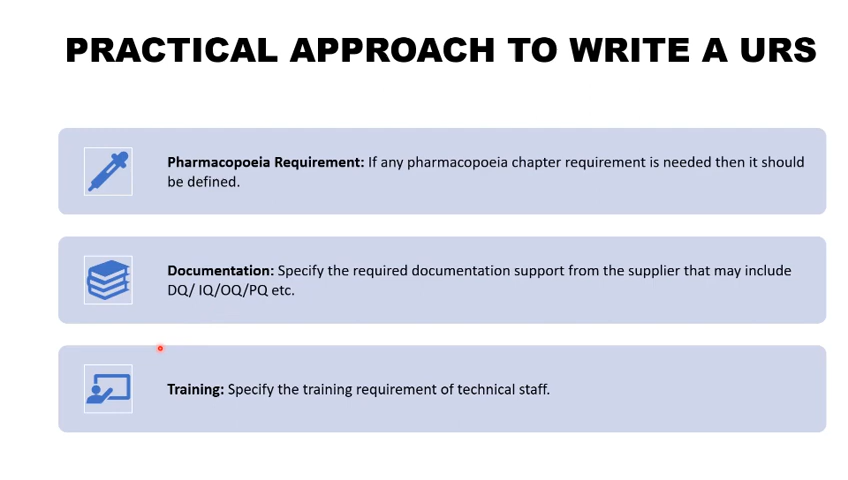 PRACTICAL APPROACH TO WRITE A URS
Pharmacopoeia Requirement: If any pharmacopoeia chapter requirement is needed then it should
be defined.
Documentation: Specify the required documentation support from the supplier that may include
DQ/ IQ/OQ/PQ etc.
Training: Specify the training requirement of technical staff.